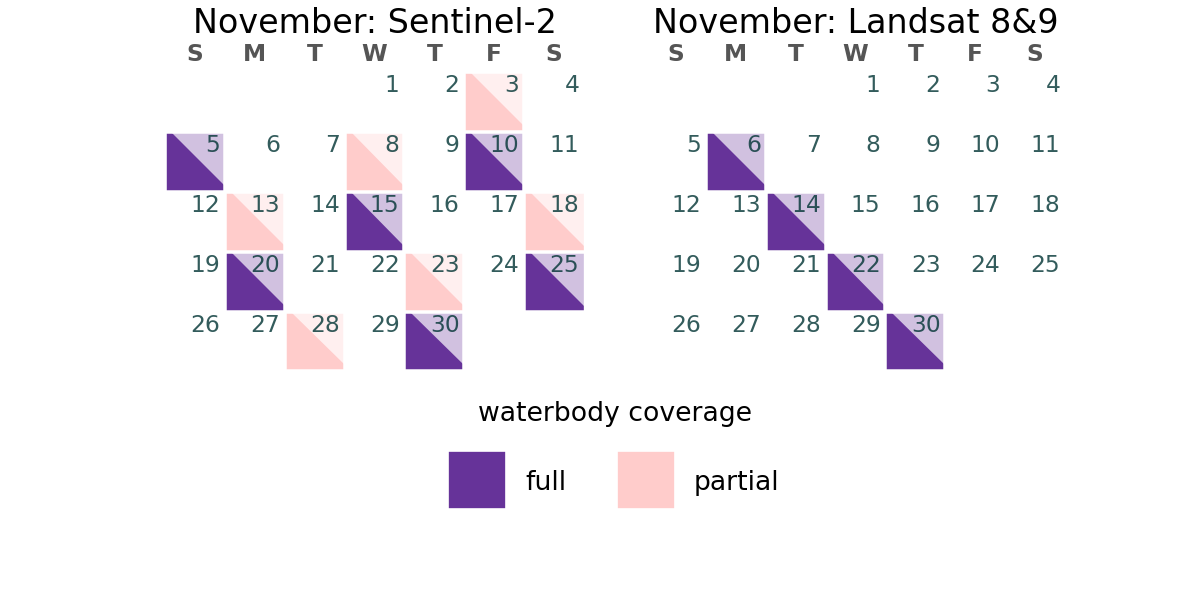 November: Sentinel-2
S M T W T F S
1 2 3 4
5 6 7 8 9 10 11
12 13 14 15 16 17 18
19 20 21 22 23 24 25
26 27 28 29 30
November: Landsat 8&9
S M T W T F S
1 2 3 4
5 6 7 8 9 10 11
12 13 14 15 16 17 18
19 20 21 22 23 24 25
26 27 28 29 30
waterbody coverage
full partial